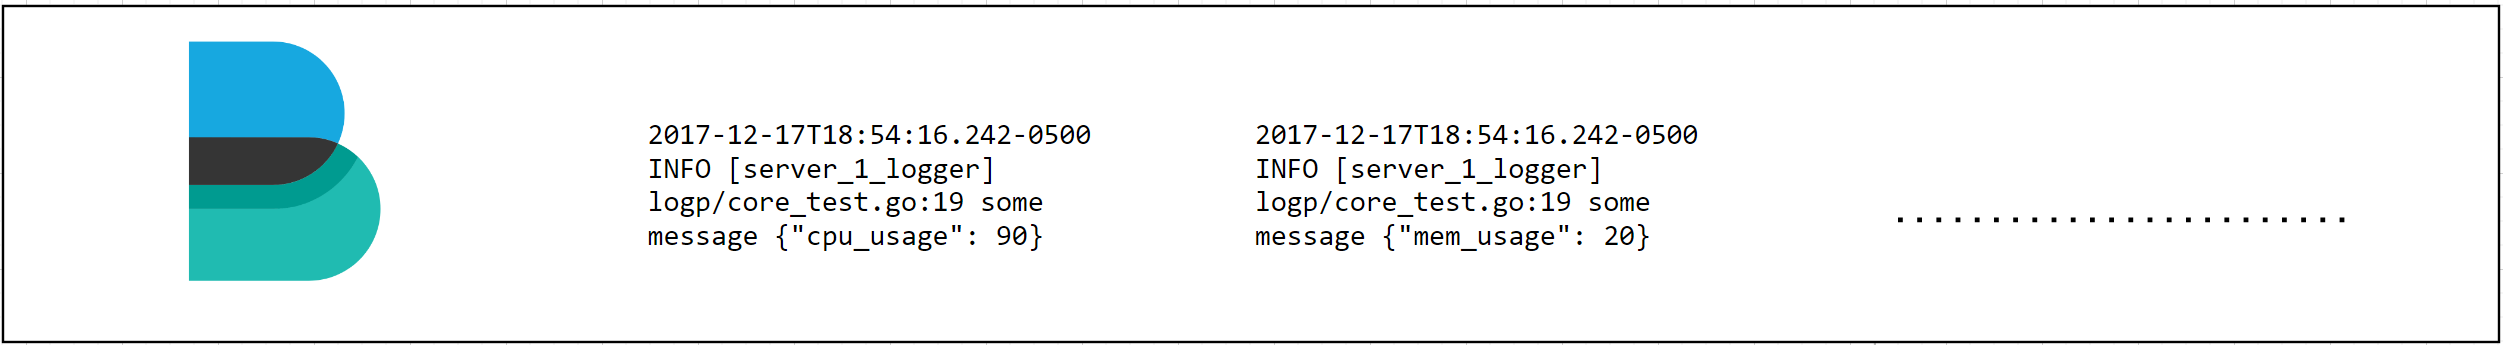 2017-12-17T18:54:16.242-0500
INFO [server_1_logger]
logp/core_test.go:19 some
message {"cpu_usage": 90}
2017-12-17T18:54:16.242-0500
INFO [server_1_logger]
logp/core_test.go:19 some
message {"mem_usage": 20}